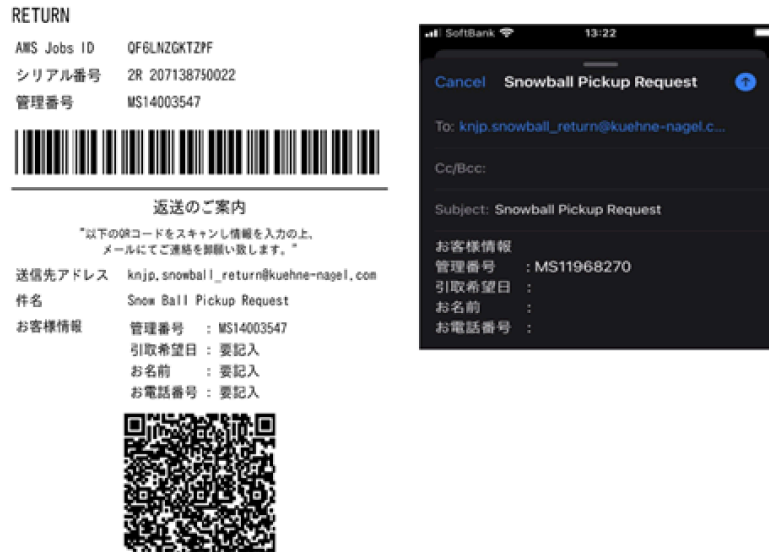 RETURN
AWS Jobs ID QF6LNZGKTZPF
シリアル番号 2R 207138750022
管理番号 MS14003547
返送のご案内
"以下のQRコードをスキャンし情報を入力の上、
メールにてご連絡を御願い致します。"
送信先アドレス knjp.snowball_return@kuehne-nagel.com
件名 Snow Ball Pickup Request
お客様情報 管理番号 : MS14003547
引取希望日 : 要記入
お名前 : 要記入
お電話番号 : 要記入
SoftBank 13:22
Cancel Snowball Pickup Request
To: knjp.snowball_return@kuehne-nagel.c...
Cc/Bcc:
Subject: Snowball Pickup Request
お客様情報
管理番号 : MS11968270
引取希望日 :
お名前 :
お電話番号 :